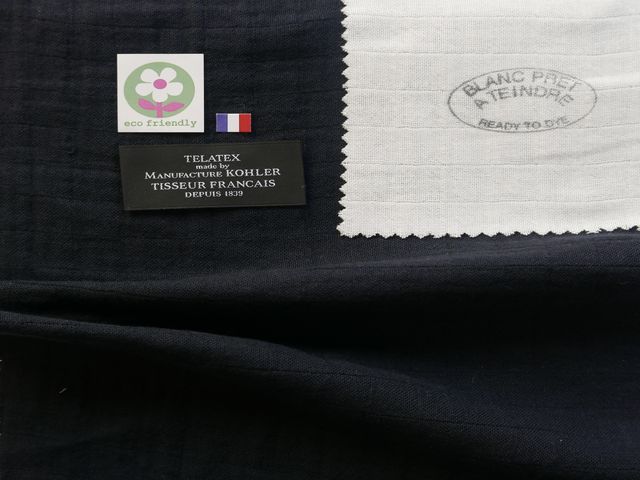 eco friendly
TELATEX
made by
MANUFACTURE KOHLER
TISSEUR FRANCAIS
DEPUIS 1839
BLANC PRET
A TEINDRE
READY TO DYE